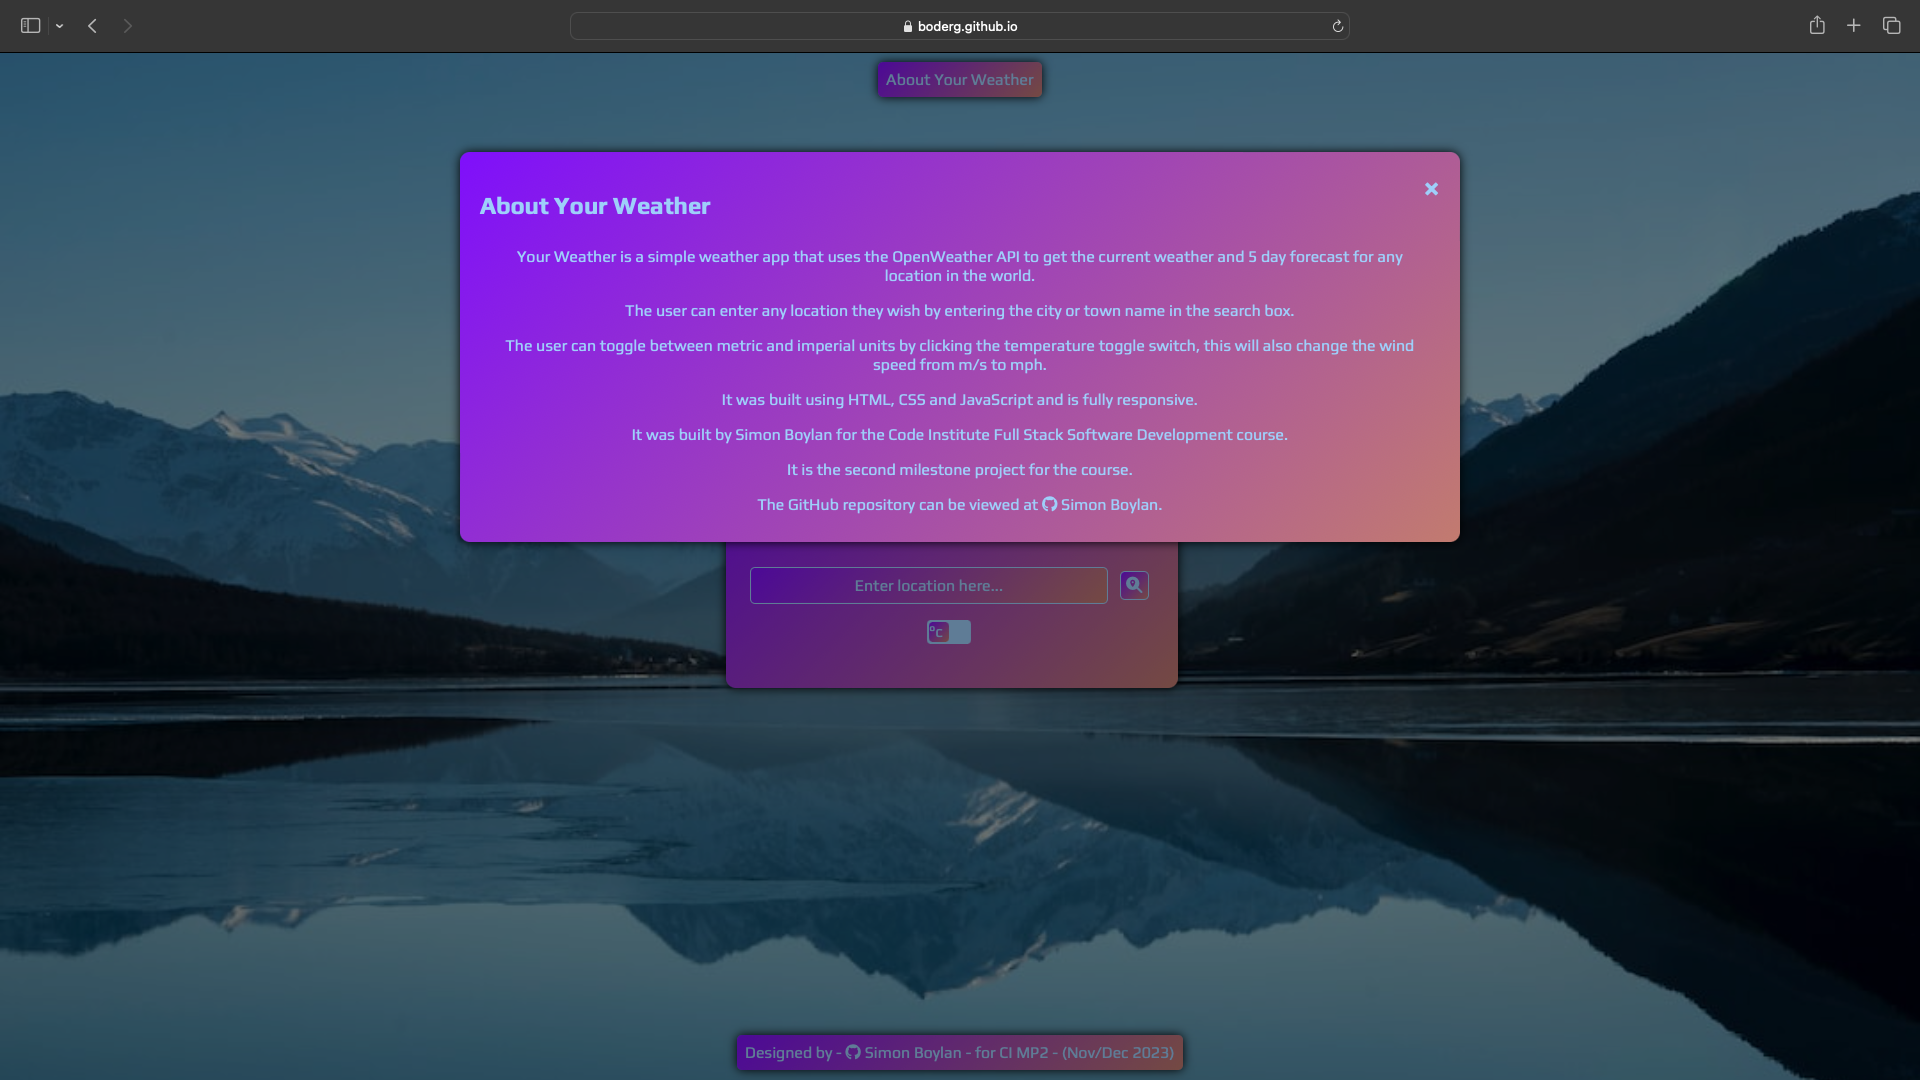 boderg.github.io
About Your Weather
About Your Weather
Your Weather is a simple weather app that uses the OpenWeather API to get the current weather and 5 day forecast for any
location in the world.
The user can enter any location they wish by entering the city or town name in the search box.
The user can toggle between metric and imperial units by clicking the temperature toggle switch, this will also change the wind
speed from m/s to mph.
It was built using HTML, CSS and JavaScript and is fully responsive.
It was built by Simon Boylan for the Code Institute Full Stack Software Development course.
It is the second milestone project for the course.
The GitHub repository can be viewed at Simon Boylan.
Enter location here...
°C
Designed by - Simon Boylan - for CI MP2 - (Nov/Dec 2023)